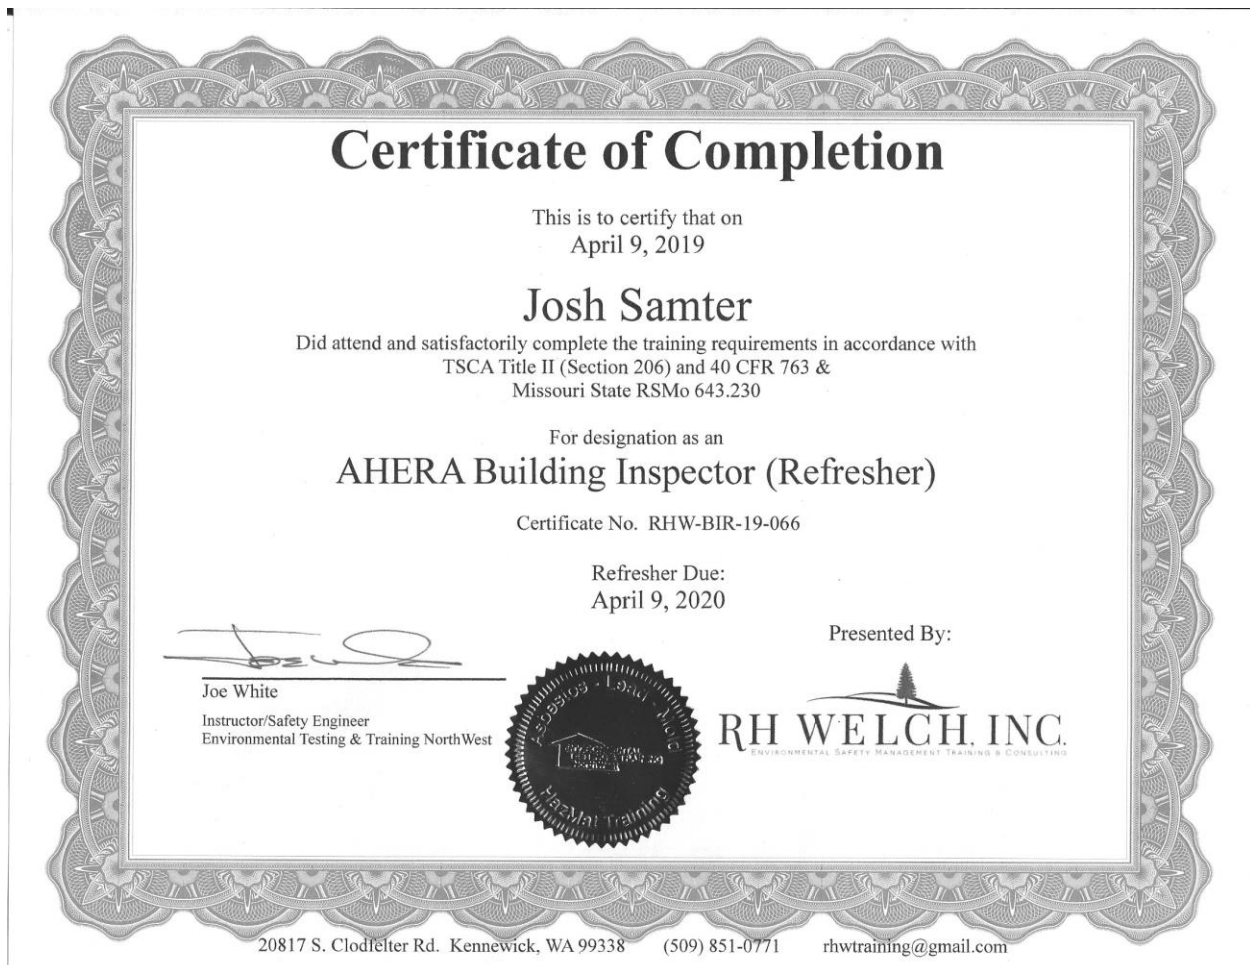 Certificate of Completion
This is to certify that on
April 9, 2019
Josh Samter
Did attend and satisfactorily complete the training requirements in accordance with
TSCA Title II (Section 206) and 40 CFR 763 &
Missouri State RSMo 643.230
For designation as an
AHERA Building Inspector (Refresher)
Certificate No. RHW-BIR-19-066
Refresher Due:
April 9, 2020
Joe White
Instructor/Safety Engineer
Environmental Testing & Training NorthWest
Asbestos - Lead - Mold
ENVIRONMENTAL
TESTING & TRAINING
NORTHWEST
HazMat Training
Presented By:
RH WELCH, INC.
ENVIRONMENTAL SAFETY MANAGEMENT TRAINING & CONSULTING
20817 S. Clodfelter Rd. Kennewick, WA 99338 (509) 851-0771 rhwtraining@gmail.com